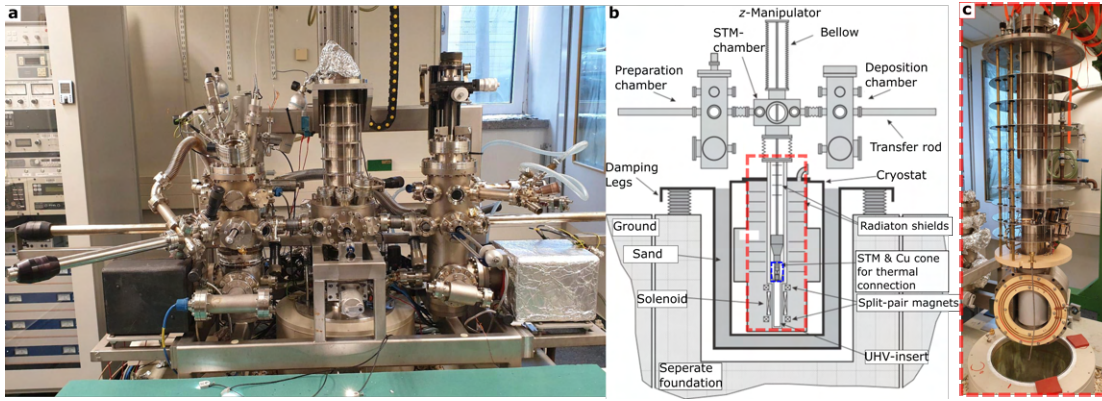 a
b
c
z-Manipulator
STM-
chamber
Bellow
Preparation
chamber
Deposition
chamber
Transfer rod
Damping
Legs
Cryostat
Ground
Radiaton shields
Sand
STM & Cu cone
for thermal
connection
Solenoid
Split-pair magnets
UHV-insert
Seperate
foundation